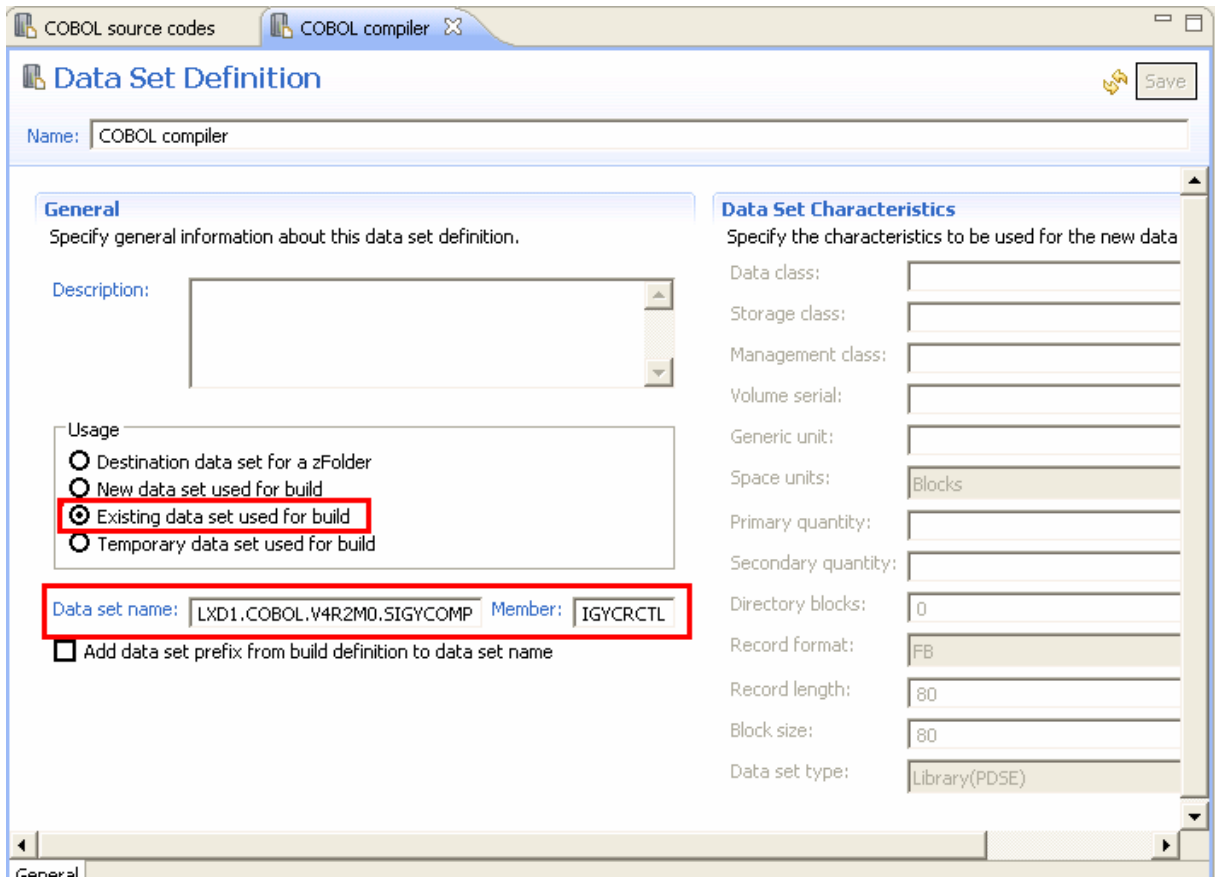 COBOL source codes
COBOL compiler
Data Set Definition
Save
Name: COBOL compiler
General
Specify general information about this data set definition.
Description:
Usage
Destination data set for a zFolder
New data set used for build
Existing data set used for build
Temporary data set used for build
Data set name: LXD1.COBOL.V4R2M0.SIGYCOMP Member: IGYCRCTL
Add data set prefix from build definition to data set name
Data Set Characteristics
Specify the characteristics to be used for the new data
Data class:
Storage class:
Management class:
Volume serial:
Generic unit:
Space units: Blocks
Primary quantity:
Secondary quantity:
Directory blocks: 0
Record format: FB
Record length: 80
Block size: 80
Data set type: Library(PDSE)
General